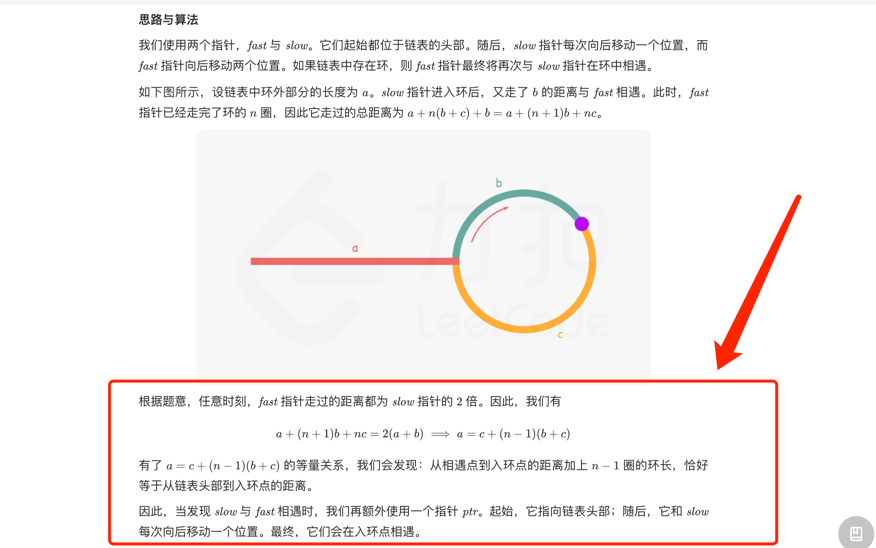 思路与算法
我们使用两个指针，fast 与 slow。它们起始都位于链表的头部。随后，slow 指针每次向后移动一个位置，而
fast 指针向后移动两个位置。如果链表中存在环，则 fast 指针最终将再次与 slow 指针在环中相遇。
如下图所示，设链表中环外部分的长度为 a。slow 指针进入环后，又走了 b 的距离与 fast 相遇。此时，fast
指针已经走完了环的 n 圈，因此它走过的总距离为 a + n(b + c) + b = a + (n + 1)b + nc。
b
a
力扣
LeetCode
c
根据题意，任意时刻，fast 指针走过的距离都为 slow 指针的 2 倍。因此，我们有
a + (n + 1)b + nc = 2(a + b) ⟹ a = c + (n − 1)(b + c)
有了 a = c + (n − 1)(b + c) 的等量关系，我们会发现：从相遇点到入环点的距离加上 n − 1 圈的环长，恰好
等于从链表头部到入环点的距离。
因此，当发现 slow 与 fast 相遇时，我们再额外使用一个指针 ptr。起始，它指向链表头部；随后，它和 slow
每次向后移动一个位置。最终，它们会在入环点相遇。